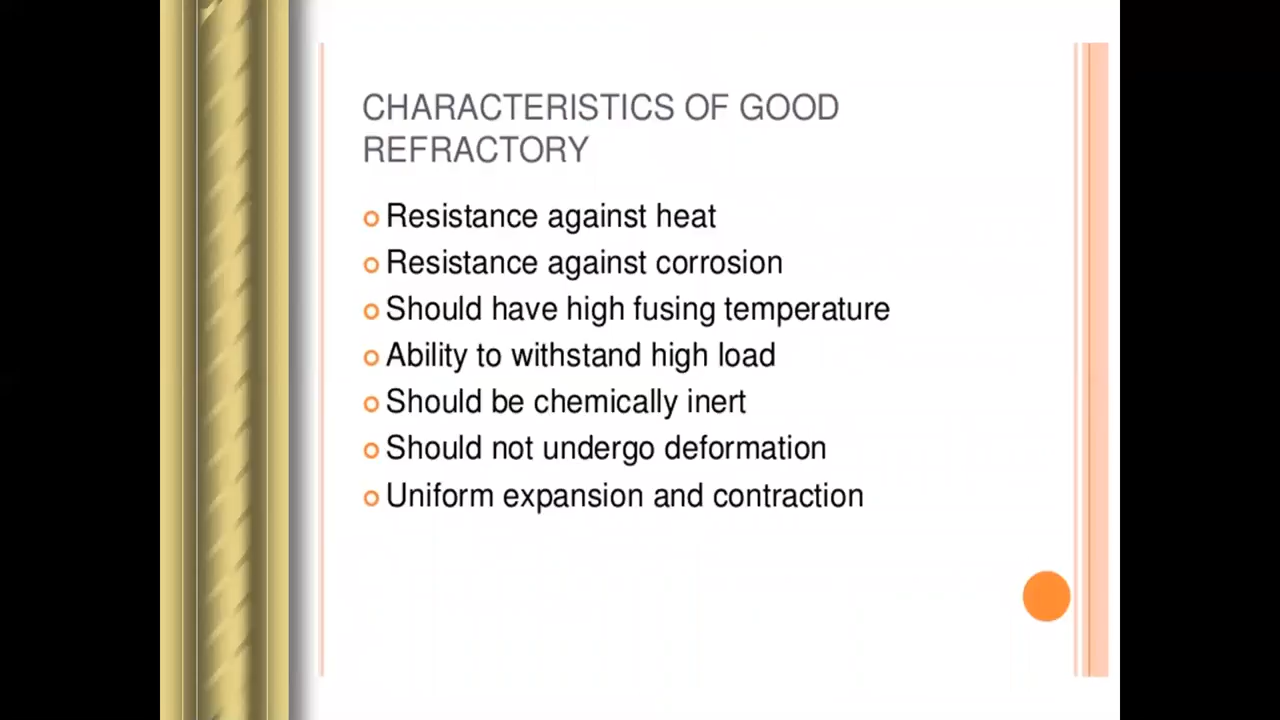 CHARACTERISTICS OF GOOD
REFRACTORY
Resistance against heat
Resistance against corrosion
Should have high fusing temperature
Ability to withstand high load
Should be chemically inert
Should not undergo deformation
Uniform expansion and contraction